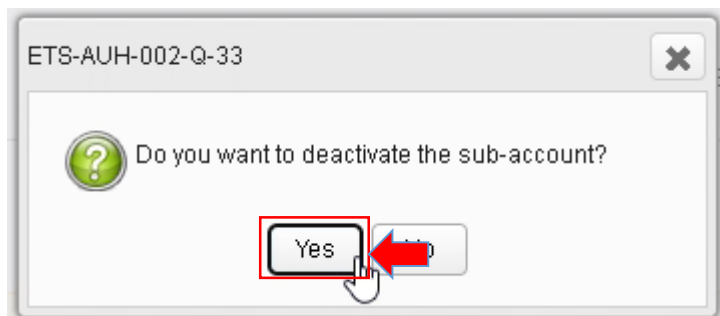 ETS-AUH-002-Q-33
Do you want to deactivate the sub-account?
Yes